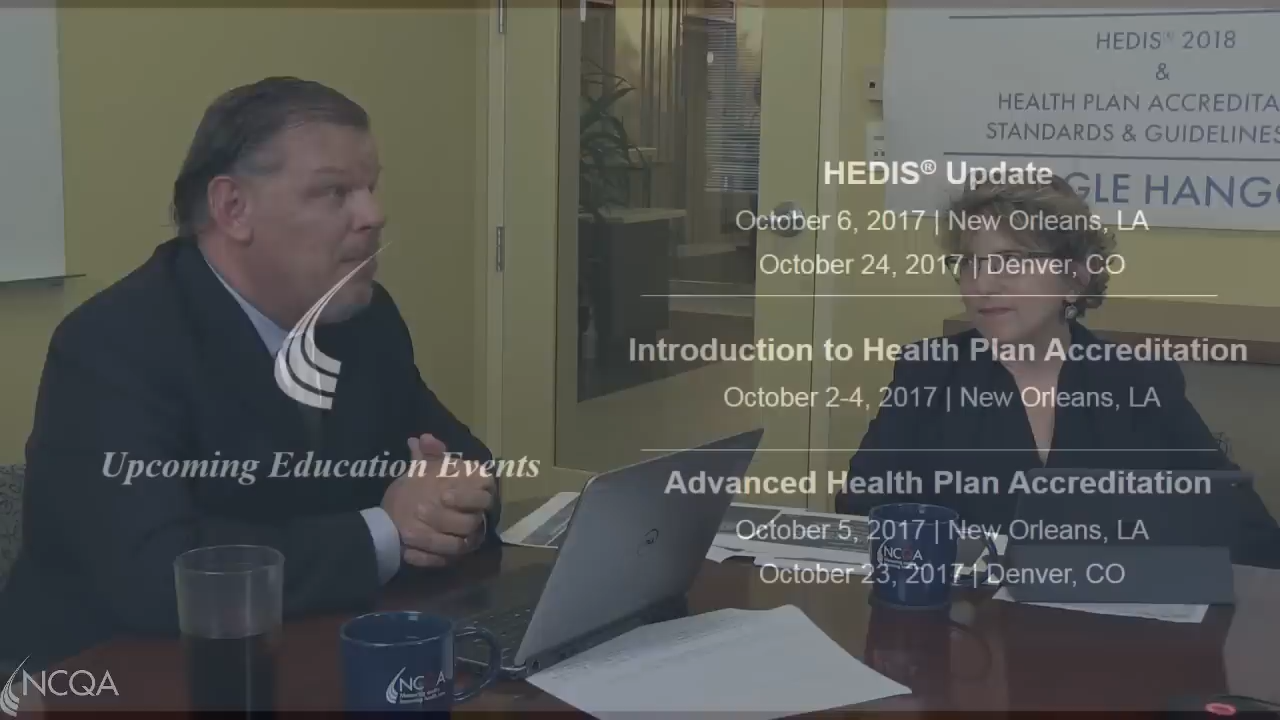 HEDIS® 2018
&
HEALTH PLAN ACCREDITA
STANDARDS & GUIDELINES
GLE HANG
HEDIS® Update
October 6, 2017 | New Orleans, LA
October 24, 2017 | Denver, CO
Introduction to Health Plan Accreditation
October 2-4, 2017 | New Orleans, LA
Upcoming Education Events
Advanced Health Plan Accreditation
October 5, 2017 | New Orleans, LA
October 23, 2017 | Denver, CO
NCQA
NCQA
NCQA